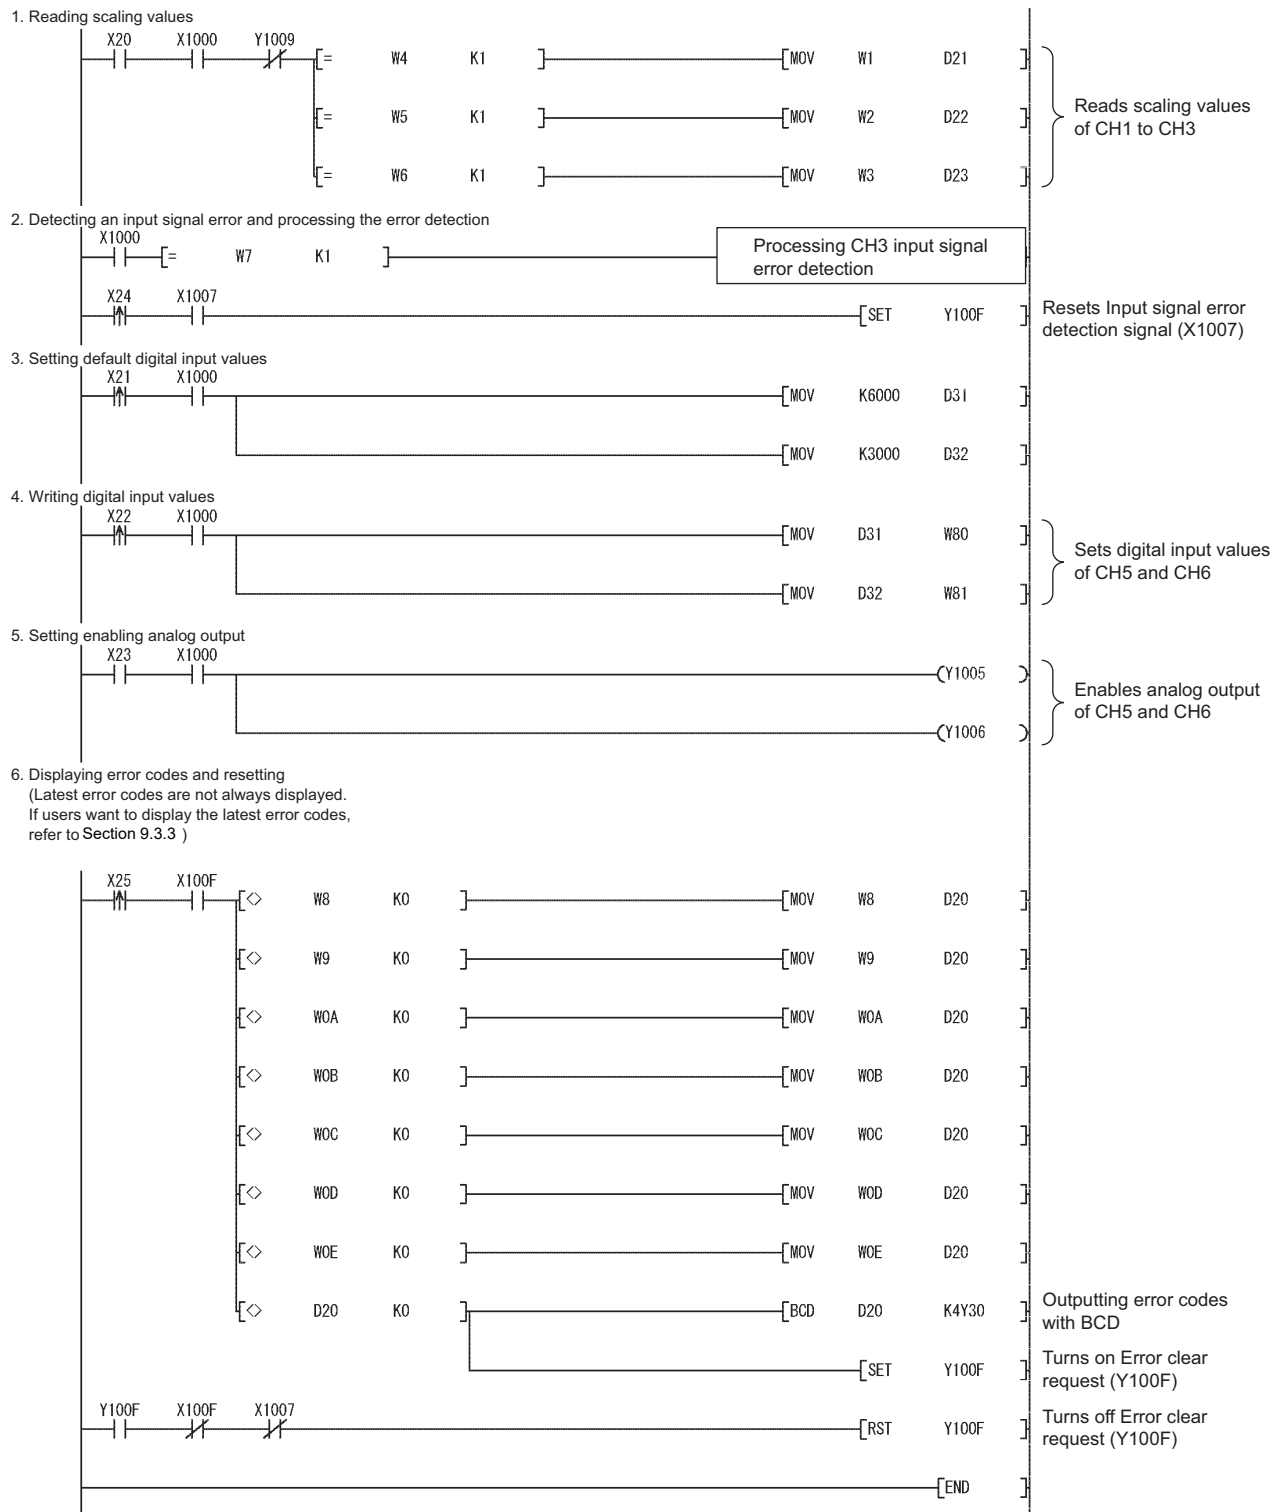 1. Reading scaling values
X20 X1000 Y1009
[= W4 K1 ] [MOV W1 D21 ]
[= W5 K1 ] [MOV W2 D22 ]
Reads scaling values
of CH1 to CH3
[= W6 K1 ] [MOV W3 D23 ]
2. Detecting an input signal error and processing the error detection
X1000
[= W7 K1 ]
Processing CH3 input signal
error detection
X24 X1007
[SET Y100F ]
Resets Input signal error
detection signal (X1007)
3. Setting default digital input values
X21 X1000
[MOV K6000 D31 ]
[MOV K3000 D32 ]
4. Writing digital input values
X22 X1000
[MOV D31 W80 ]
Sets digital input values
of CH5 and CH6
[MOV D32 W81 ]
5. Setting enabling analog output
X23 X1000
(Y1005 )
Enables analog output
of CH5 and CH6
(Y1006 )
6. Displaying error codes and resetting
(Latest error codes are not always displayed.
If users want to display the latest error codes,
refer to Section 9.3.3 )
X25 X100F
[<> W8 K0 ] [MOV W8 D20 ]
[<> W9 K0 ] [MOV W9 D20 ]
[<> W0A K0 ] [MOV W0A D20 ]
[<> W0B K0 ] [MOV W0B D20 ]
[<> W0C K0 ] [MOV W0C D20 ]
[<> W0D K0 ] [MOV W0D D20 ]
[<> W0E K0 ] [MOV W0E D20 ]
[<> D20 K0 ] [BCD D20 K4Y30 ]
Outputting error codes
with BCD
[SET Y100F ]
Turns on Error clear
request (Y100F)
Y100F X100F X1007
[RST Y100F ]
Turns off Error clear
request (Y100F)
[END ]